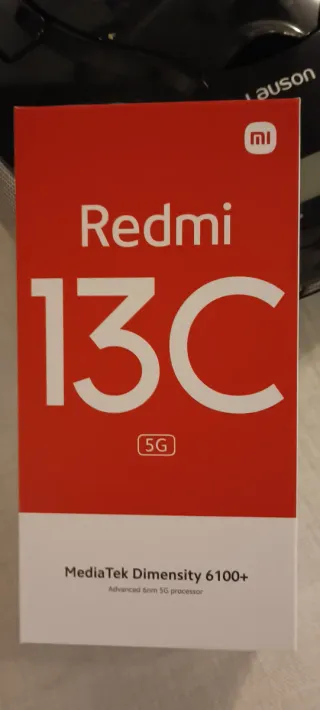 Lauson
mi
Redmi
13C
5G
MediaTek Dimensity 6100+
Advanced 6nm 5G processor